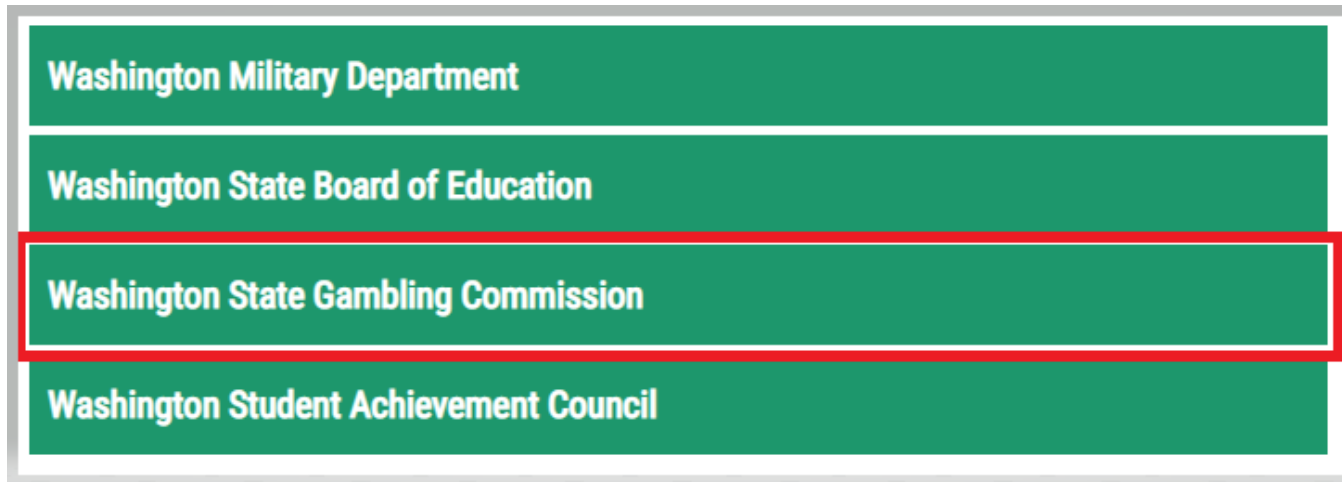 Washington Military Department
Washington State Board of Education
Washington State Gambling Commission
Washington Student Achievement Council